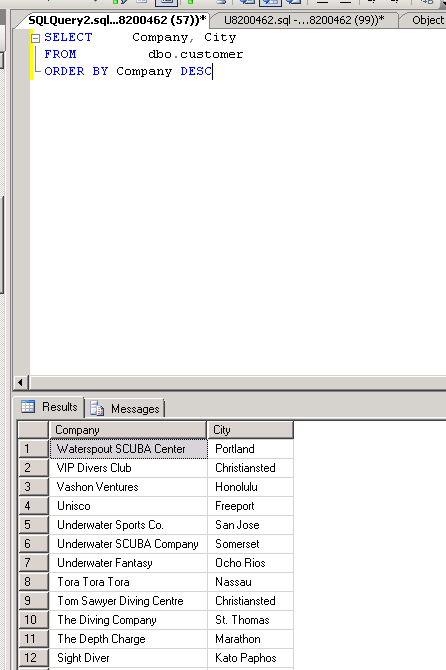 SQLQuery2.sql...8200462 (57))* U8200462.sql -...8200462 (99))* Object
SELECT Company, City
FROM dbo.customer
ORDER BY Company DESC
Results Messages
Company City
1 Waterspout SCUBA Center Portland
2 VIP Divers Club Christiansted
3 Vashon Ventures Honolulu
4 Unisco Freeport
5 Underwater Sports Co. San Jose
6 Underwater SCUBA Company Somerset
7 Underwater Fantasy Ocho Rios
8 Tora Tora Tora Nassau
9 Tom Sawyer Diving Centre Christiansted
10 The Diving Company St. Thomas
11 The Depth Charge Marathon
12 Sight Diver Kato Paphos